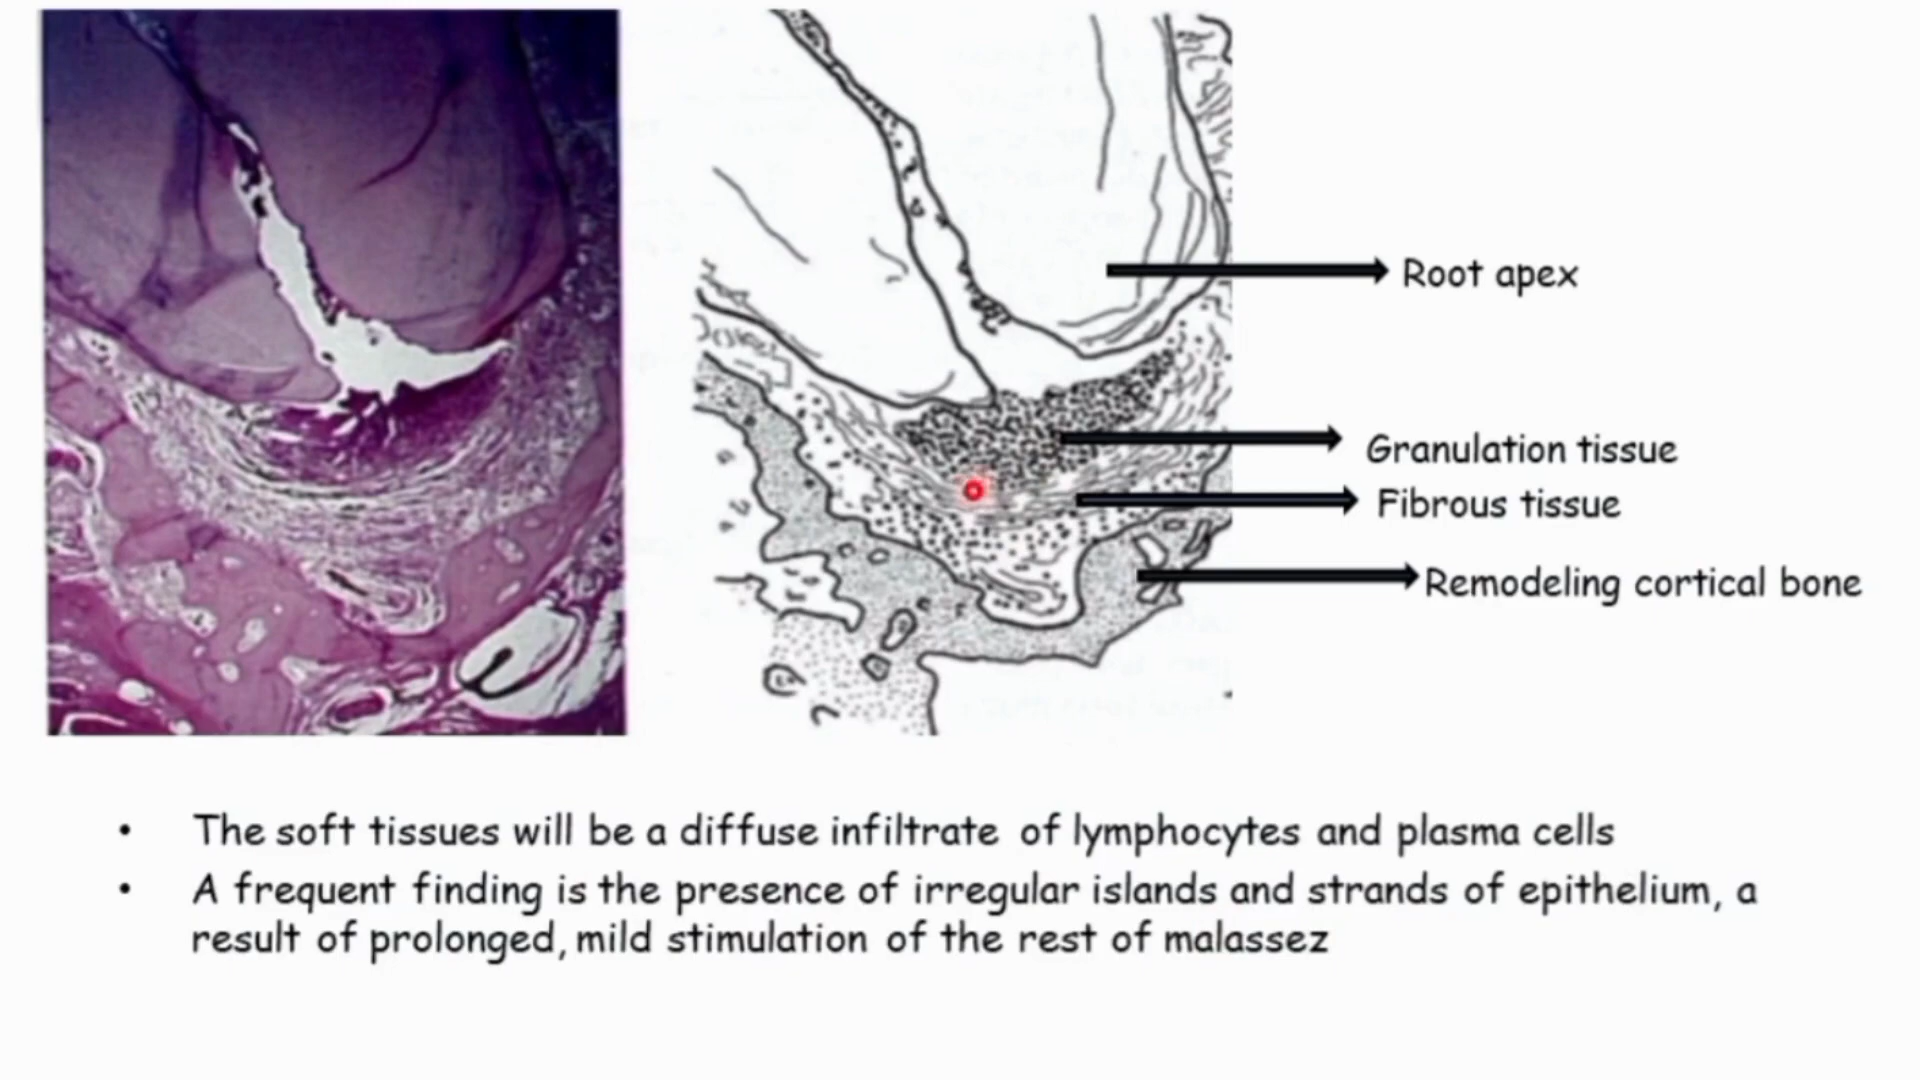 Root apex
Granulation tissue
Fibrous tissue
Remodeling cortical bone
• The soft tissues will be a diffuse infiltrate of lymphocytes and plasma cells
• A frequent finding is the presence of irregular islands and strands of epithelium, a
result of prolonged, mild stimulation of the rest of malassez